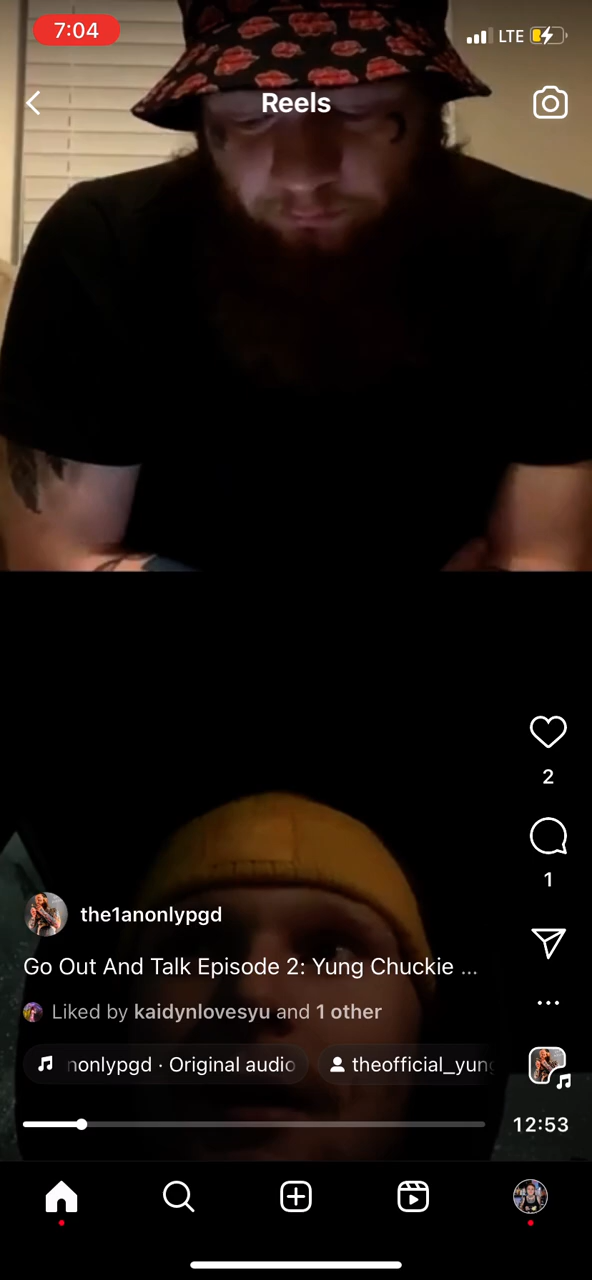 7:04
LTE
Reels
2
1
the1anonlypgd
Go Out And Talk Episode 2: Yung Chuckie ...
Liked by kaidynlovesyu and 1 other
nonlypgd · Original audio
theofficial_yung
12:53